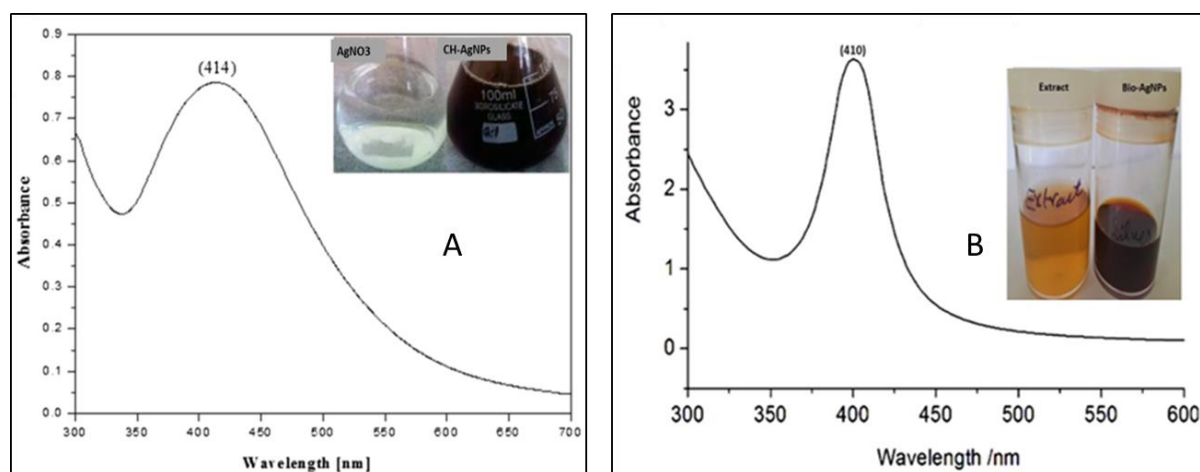 0.9
0.8
0.7
0.6
0.5
0.4
0.3
0.2
0.1
0.0
Absorbance
(414)
AgNO3
CH-AgNPs
100ml
BOROSILICATE
GLASS
75
A
300 350 400 450 500 550 600 650 700
Wavelength [nm]
3
2
1
0
Absorbance
(410)
Extract
Bio-AgNPs
Extract
Silver
B
300 350 400 450 500 550 600
Wavelength /nm